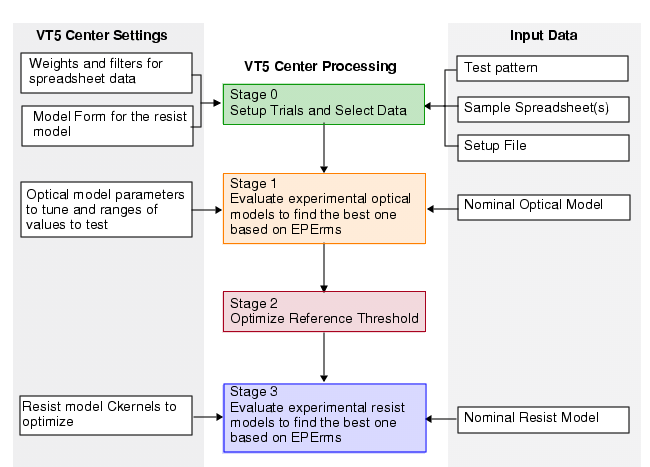 VT5 Center Settings
Weights and filters for
spreadsheet data
Model Form for the resist
model
Optical model parameters
to tune and ranges of
values to test
Resist model Ckernels to
optimize
VT5 Center Processing
Stage 0
Setup Trials and Select Data
Stage 1
Evaluate experimental optical
models to find the best one
based on EPErms
Stage 2
Optimize Reference Threshold
Stage 3
Evaluate experimental resist
models to find the best one
based on EPErms
Input Data
Test pattern
Sample Spreadsheet(s)
Setup File
Nominal Optical Model
Nominal Resist Model